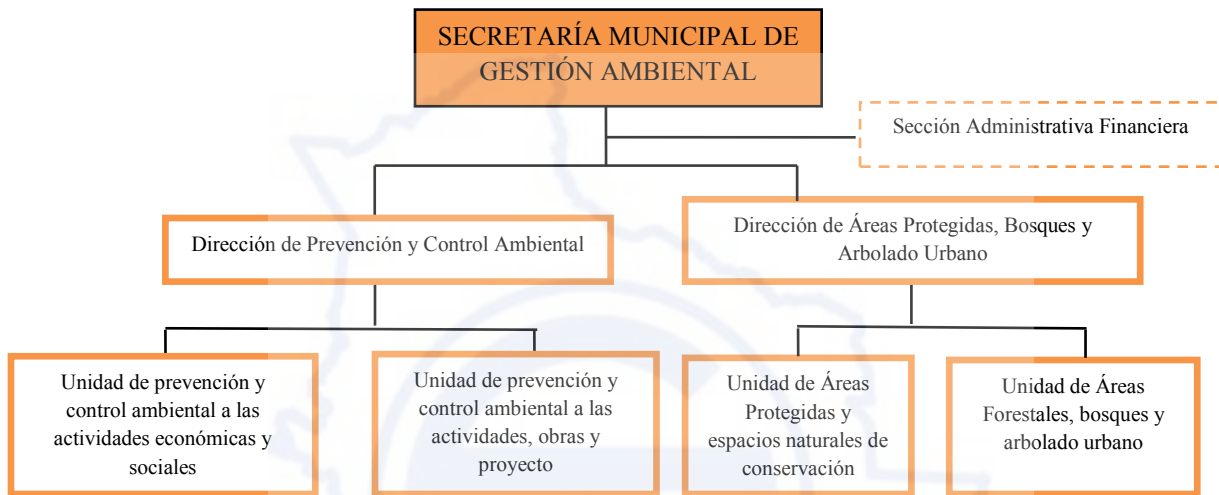 SECRETARÍA MUNICIPAL DE
GESTIÓN AMBIENTAL
Sección Administrativa Financiera
Dirección de Prevención y Control Ambiental
Dirección de Áreas Protegidas, Bosques y
Arbolado Urbano
Unidad de prevención y
control ambiental a las
actividades económicas y
sociales
Unidad de prevención y
control ambiental a las
actividades, obras y
proyecto
Unidad de Áreas
Protegidas y
espacios naturales de
conservación
Unidad de Áreas
Forestales, bosques y
arbolado urbano